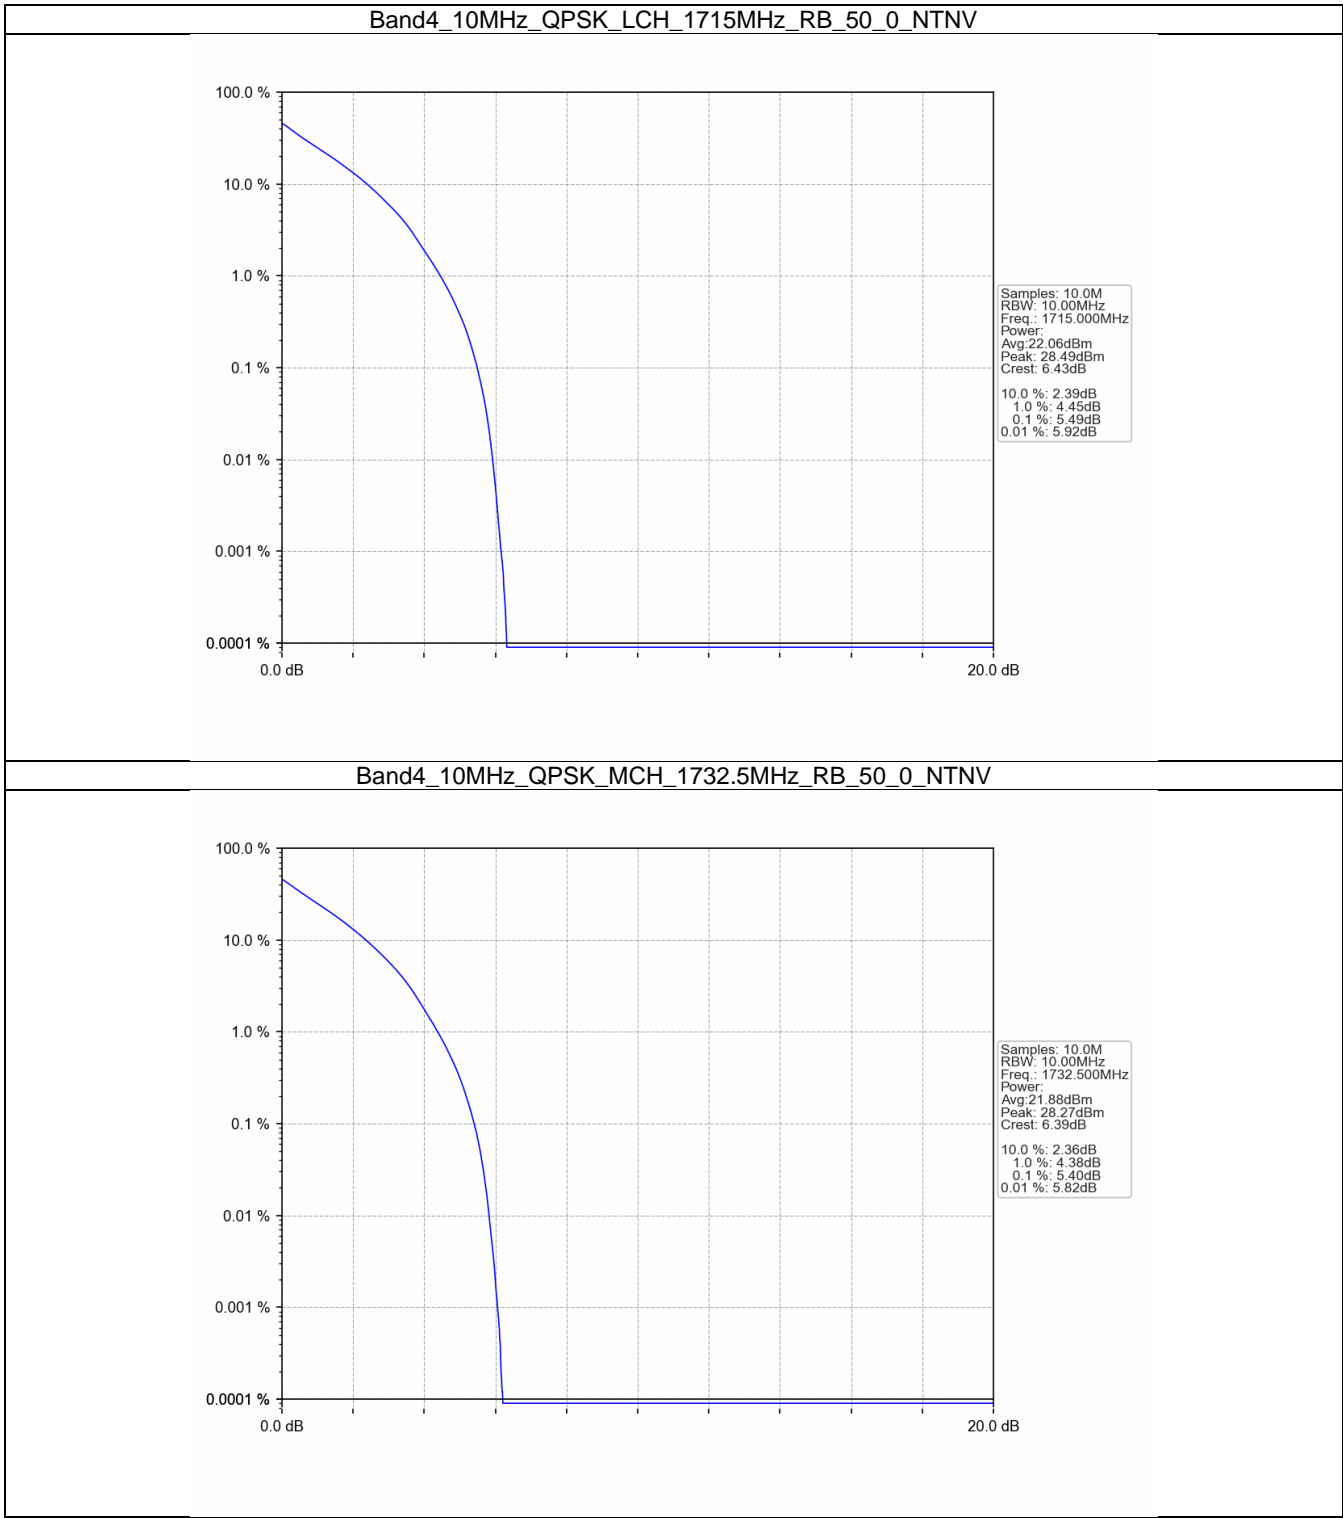 Band4_10MHz_QPSK_LCH_1715MHz_RB_50_0_NTNV
100.0 %
10.0 %
1.0 %
0.1 %
0.01 %
0.001 %
0.0001 %
0.0 dB
20.0 dB
Samples: 10.0M
RBW: 10.00MHz
Freq.: 1715.000MHz
Power:
Avg:22.06dBm
Peak: 28.49dBm
Crest: 6.43dB
10.0 %: 2.39dB
1.0 %: 4.45dB
0.1 %: 5.49dB
0.01 %: 5.92dB
Band4_10MHz_QPSK_MCH_1732.5MHz_RB_50_0_NTNV
100.0 %
10.0 %
1.0 %
0.1 %
0.01 %
0.001 %
0.0001 %
0.0 dB
20.0 dB
Samples: 10.0M
RBW: 10.00MHz
Freq.: 1732.500MHz
Power:
Avg:21.88dBm
Peak: 28.27dBm
Crest: 6.39dB
10.0 %: 2.36dB
1.0 %: 4.38dB
0.1 %: 5.40dB
0.01 %: 5.82dB